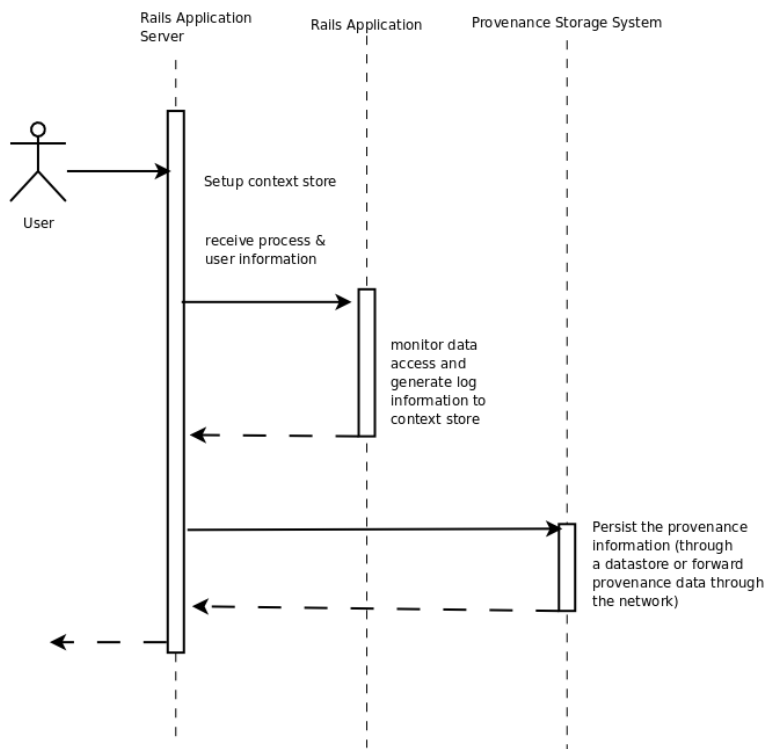 Rails Application
Server
Rails Application
Provenance Storage System
User
Setup context store
receive process &
user information
monitor data
access and
generate log
information to
context store
Persist the provenance
information (through
a datastore or forward
provenance data through
the network)